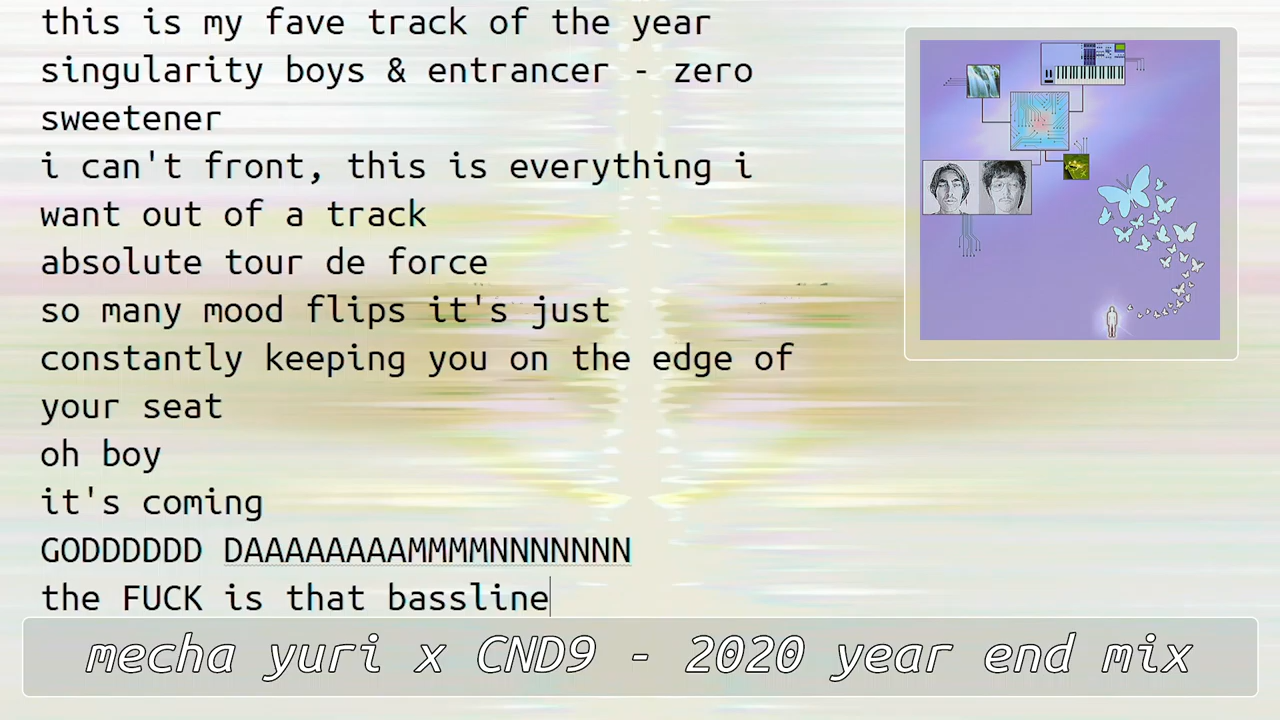 this is my fave track of the year
singularity boys & entrancer - zero
sweetener
i can't front, this is everything i
want out of a track
absolute tour de force
so many mood flips it's just
constantly keeping you on the edge of
your seat
oh boy
it's coming
GODDDDDD DAAAAAAAAMMMMNNNNNNN
the FUCK is that bassline
mecha yuri x CND9 - 2020 year end mix